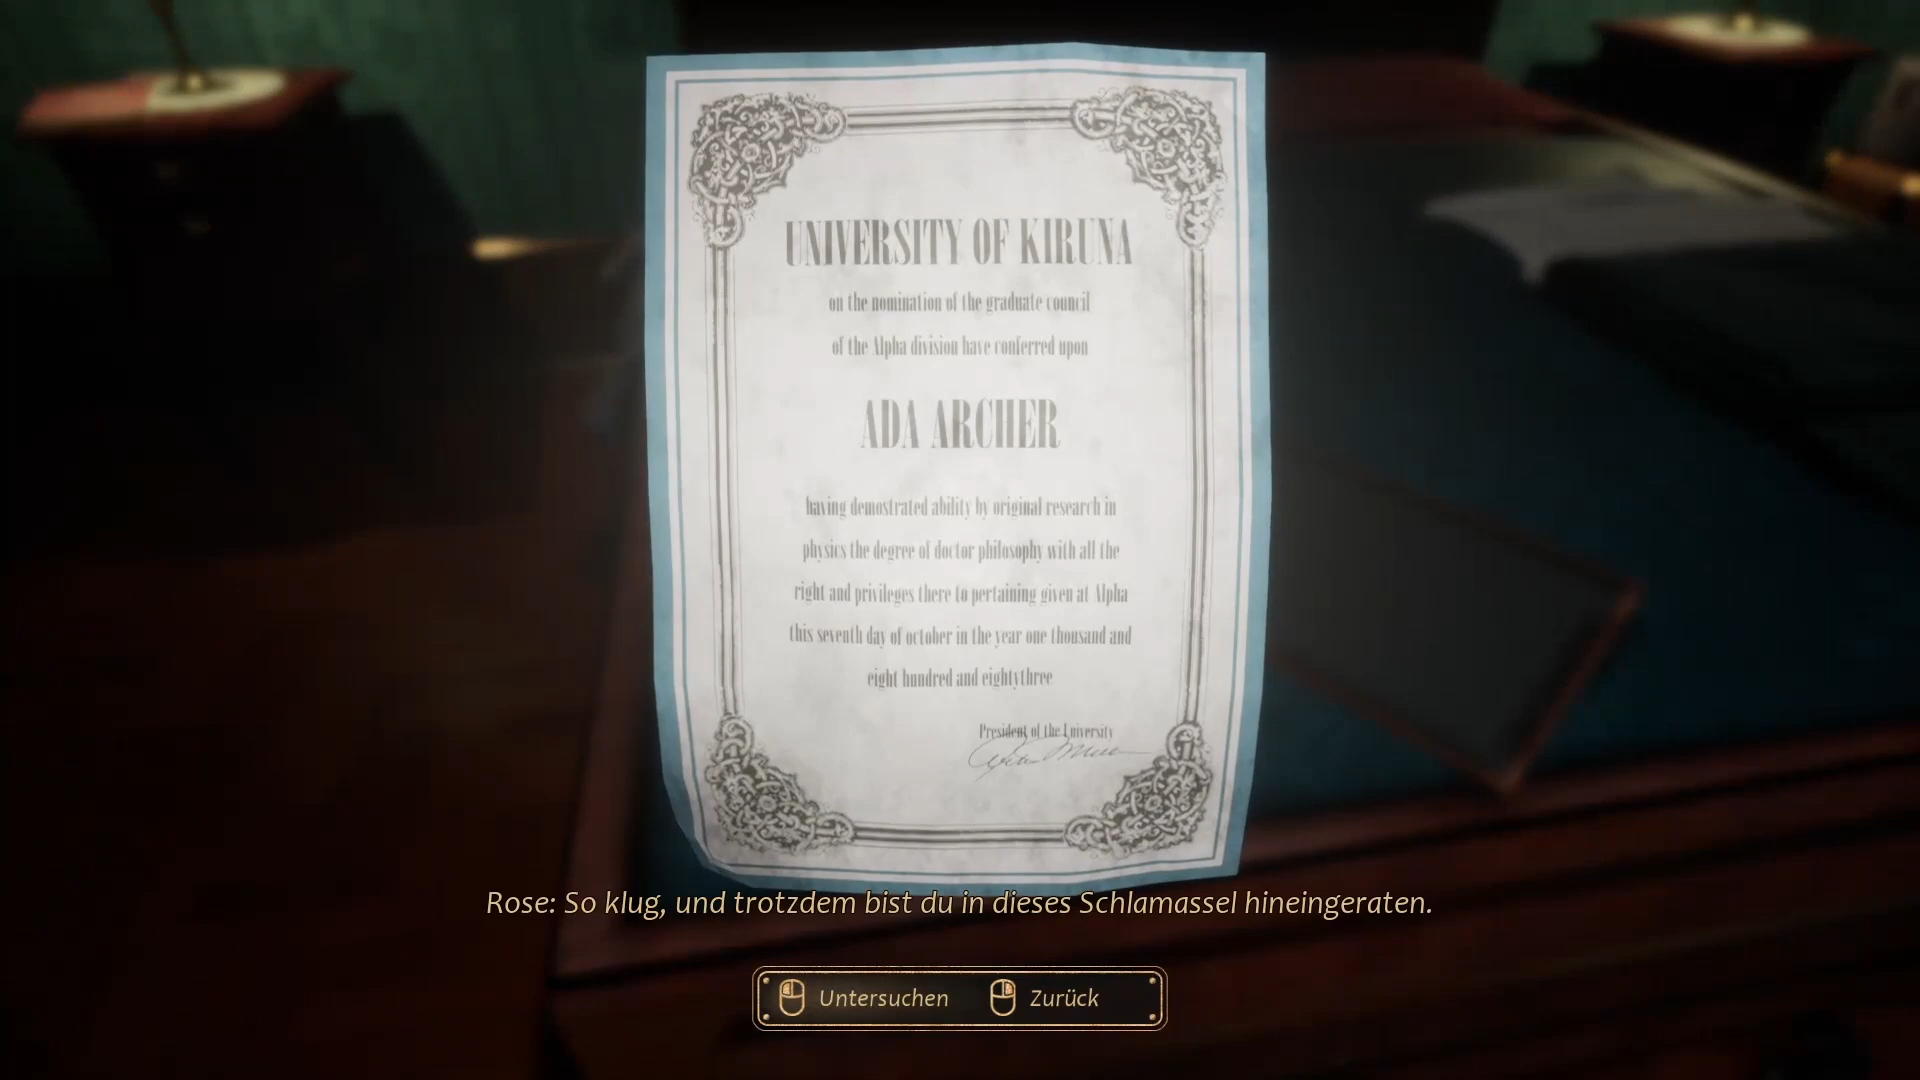 UNIVERSITY OF KIRUNA
on the nomination of the graduate council
of the Alpha division have conferred upon
ADA ARCHER
having demostrated ability by original research in
physics the degree of doctor philosophy with all the
right and privileges there to pertaining given at Alpha
this seventh day of october in the year one thousand and
eight hundred and eightythree
President of the University
Rose: So klug, und trotzdem bist du in dieses Schlamassel hineingeraten.
Untersuchen Zurück